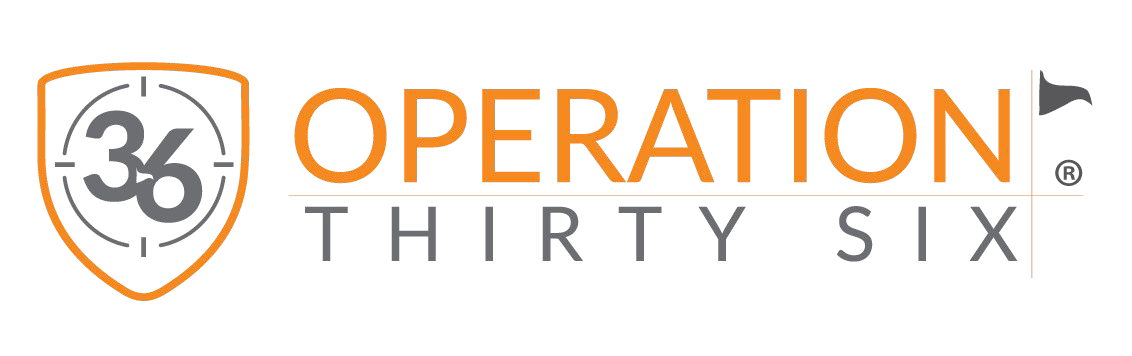 36
OPERATION
®
THIRTY SIX